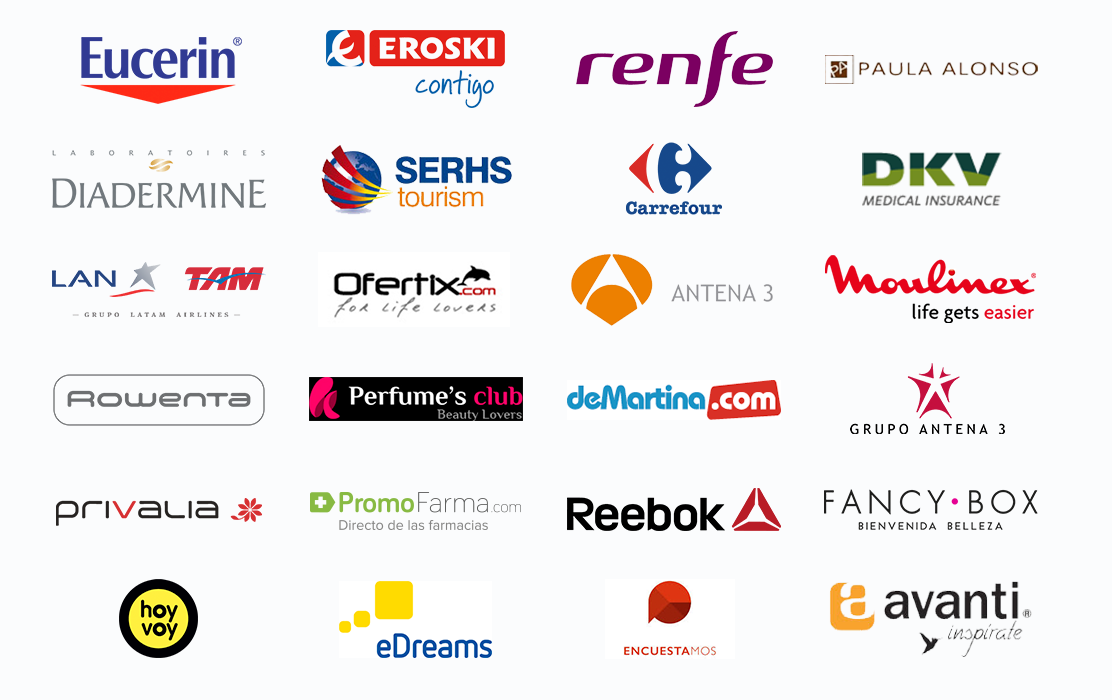 Eucerin®
EROSKI
contigo
renfe
PAULA ALONSO
LABORATOIRES
DIADERMINE
SERHS
tourism
Carrefour
DKV
MEDICAL INSURANCE
LAN TAM
– GRUPO LATAM AIRLINES –
Ofertix.com
for life lovers
ANTENA 3
Moulinex®
life gets easier
Rowenta
Perfume's club
Beauty Lovers
deMartina.com
GRUPO ANTENA 3
privalia
PromoFarma.com
Directo de las farmacias
Reebok
FANCY•BOX
BIENVENIDA BELLEZA
hoy
voy
eDreams
ENCUESTAMOS
a avanti®
inspírate